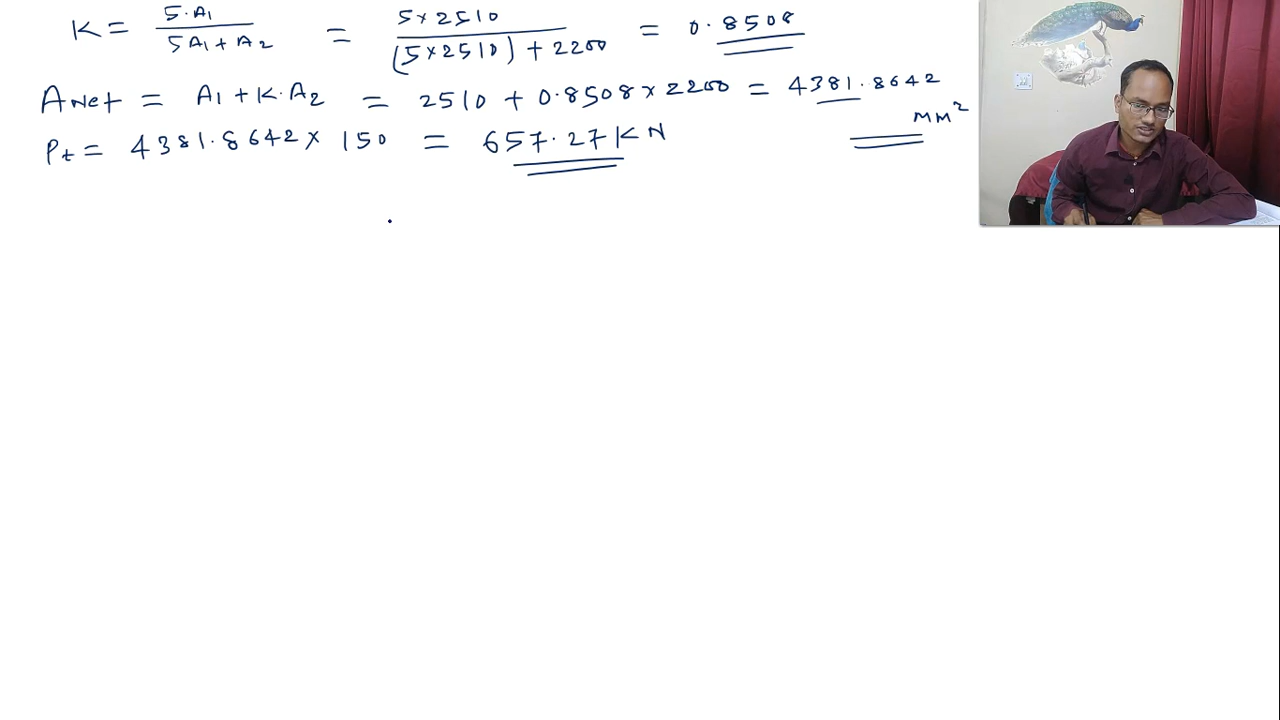 K = 5·A1 / 5A1 + A2 = 5×2510 / (5×2510) + 2200 = 0.8508
Anet = A1 + K·A2 = 2510 + 0.8508×2200 = 4381.8642 MM²
Pt = 4381.8642 × 150 = 657.27 KN